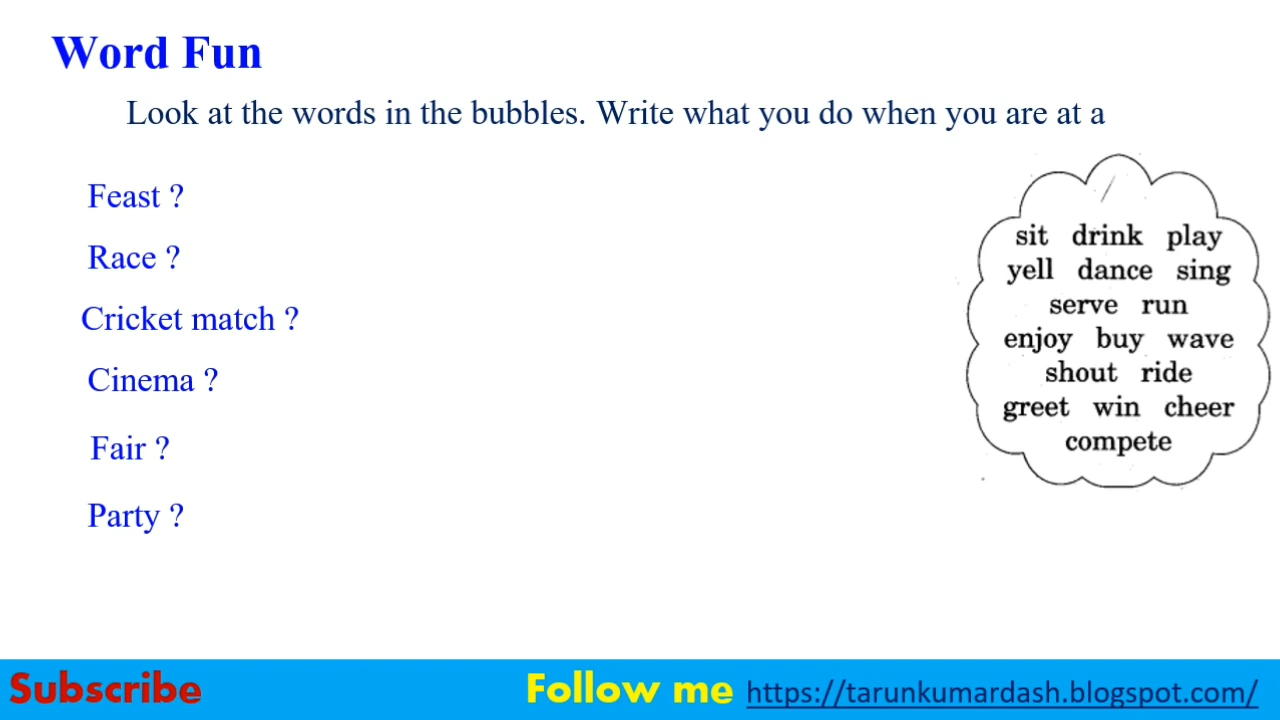 Word Fun
Look at the words in the bubbles. Write what you do when you are at a
Feast ?
Race ?
Cricket match ?
Cinema ?
Fair ?
Party ?
sit drink play
yell dance sing
serve run
enjoy buy wave
shout ride
greet win cheer
compete
Subscribe
Follow me https://tarunkumardash.blogspot.com/